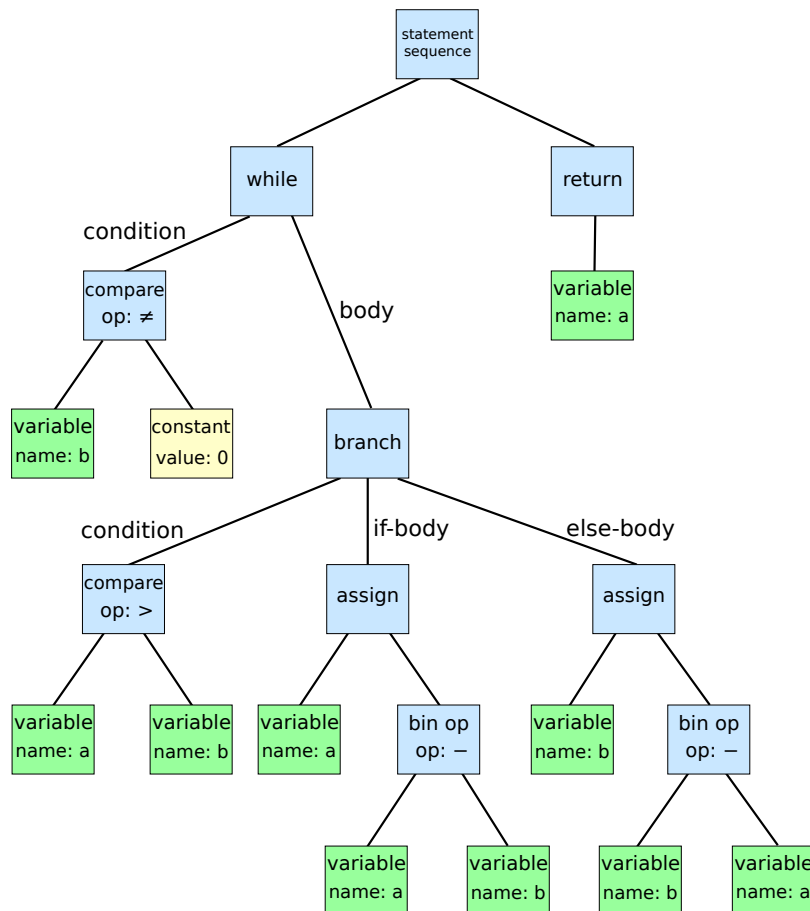 statement
sequence
while
return
condition
body
compare
op: ≠
variable
name: a
variable
name: b
constant
value: 0
branch
condition
if-body
else-body
compare
op: >
assign
assign
variable
name: a
variable
name: b
variable
name: a
bin op
op: −
variable
name: b
bin op
op: −
variable
name: a
variable
name: b
variable
name: b
variable
name: a